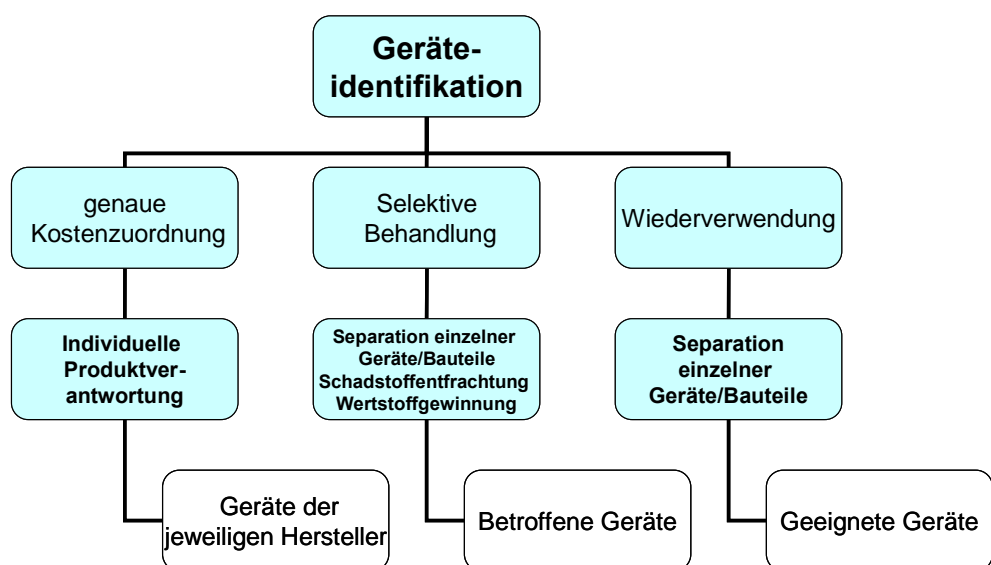 Geräte-
identifikation
genaue
Kostenzuordnung
Selektive
Behandlung
Wiederverwendung
Individuelle
Produktver-
antwortung
Separation einzelner
Geräte/Bauteile
Schadstoffentfrachtung
Wertstoffgewinnung
Separation
einzelner
Geräte/Bauteile
Geräte der
jeweiligen Hersteller
Betroffene Geräte
Geeignete Geräte